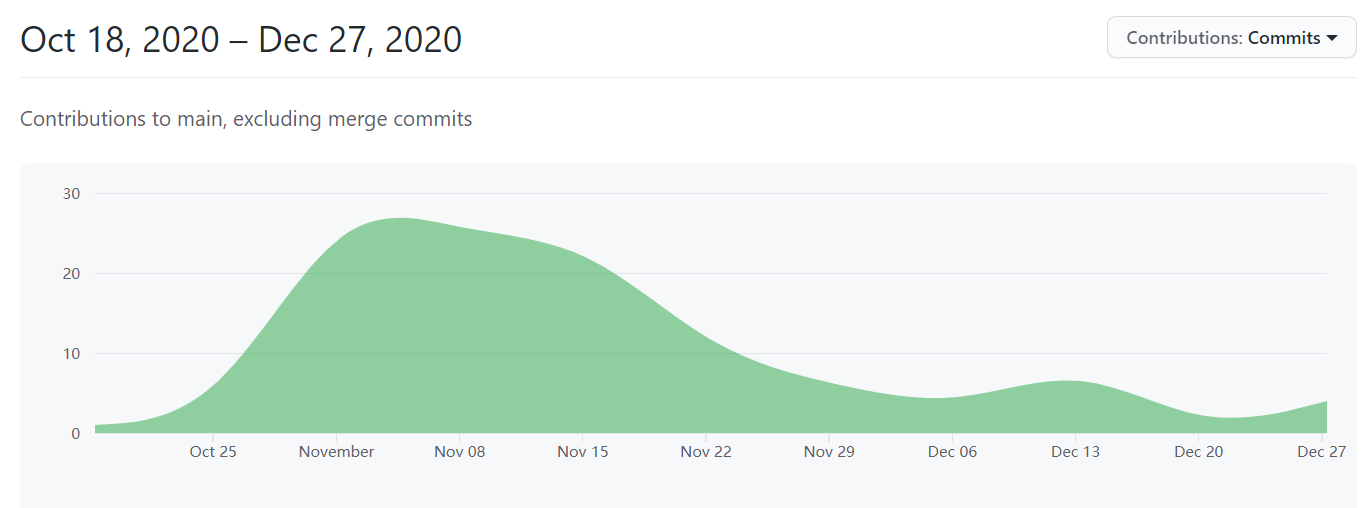 Oct 18, 2020 – Dec 27, 2020
Contributions: Commits
Contributions to main, excluding merge commits
30
20
10
0
Oct 25 November Nov 08 Nov 15 Nov 22 Nov 29 Dec 06 Dec 13 Dec 20 Dec 27